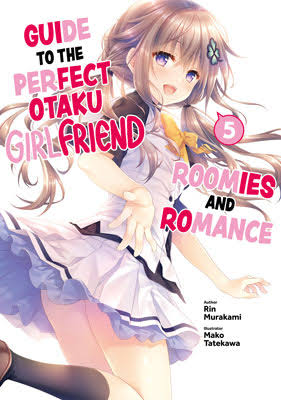 GUIDE
TO THE
PERFECT
OTAKU
GIRLFRIEND
5
ROOMIES
AND
ROMANCE
Author
Rin
Murakami
Illustrator
Mako
Tatekawa